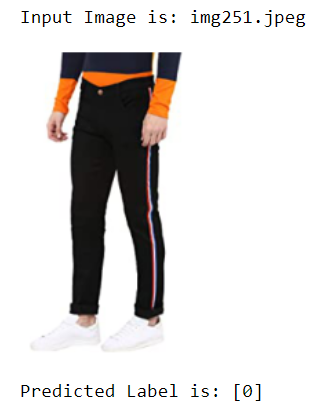 Input Image is: img251.jpeg
Predicted Label is: [0]